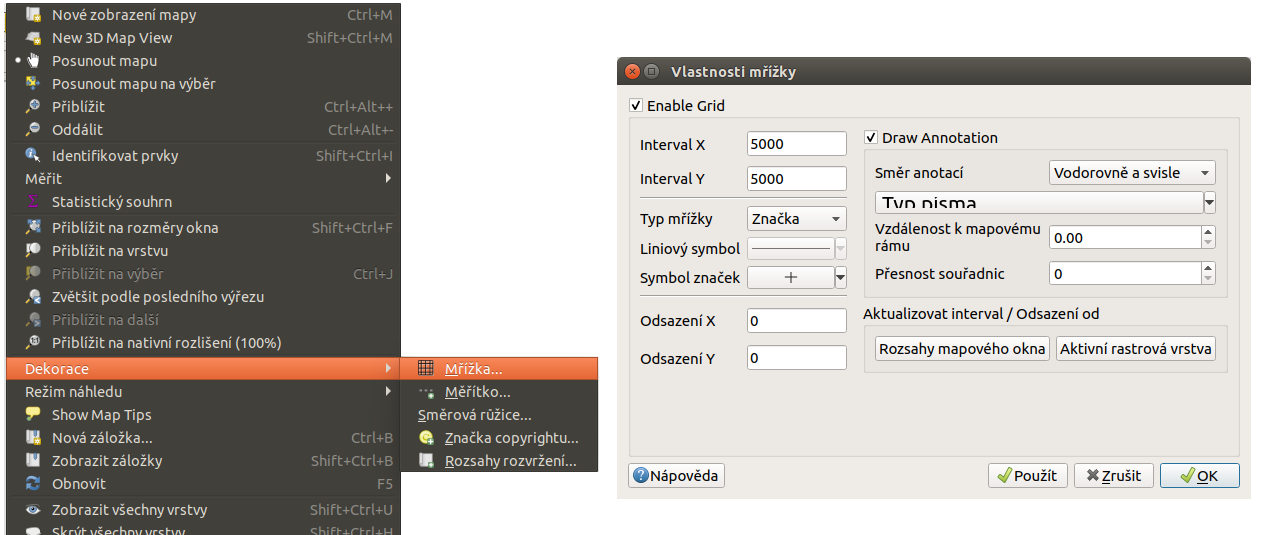 Nové zobrazení mapy Ctrl+M
New 3D Map View Shift+Ctrl+M
Posunout mapu
Posunout mapu na výběr
Přiblížit Ctrl+Alt++
Oddálit Ctrl+Alt+-
Identifikovat prvky Shift+Ctrl+I
Měřit
Statistický souhrn
Přiblížit na rozměry okna Shift+Ctrl+F
Přiblížit na vrstvu
Přiblížit na výběr Ctrl+J
Zvětšit podle posledního výřezu
Přiblížit na další
Přiblížit na nativní rozlišení (100%)
Dekorace
Režim náhledu
Show Map Tips
Nová záložka... Ctrl+B
Zobrazit záložky Shift+Ctrl+B
Obnovit F5
Zobrazit všechny vrstvy Shift+Ctrl+U
Skrýt všechny vrstvy Shift+Ctrl+H
Mřížka...
Měřítko...
Směrová růžice...
Značka copyrightu...
Rozsahy rozvržení...
Vlastnosti mřížky
Enable Grid
Interval X 5000
Interval Y 5000
Typ mřížky Značka
Liniový symbol
Symbol značek
Odsazení X 0
Odsazení Y 0
Draw Annotation
Směr anotací Vodorovně a svisle
Typ písma
Vzdálenost k mapovému
rámu 0.00
Přesnost souřadnic 0
Aktualizovat interval / Odsazení od
Rozsahy mapového okna Aktivní rastrová vrstva
Nápověda Použít Zrušit OK